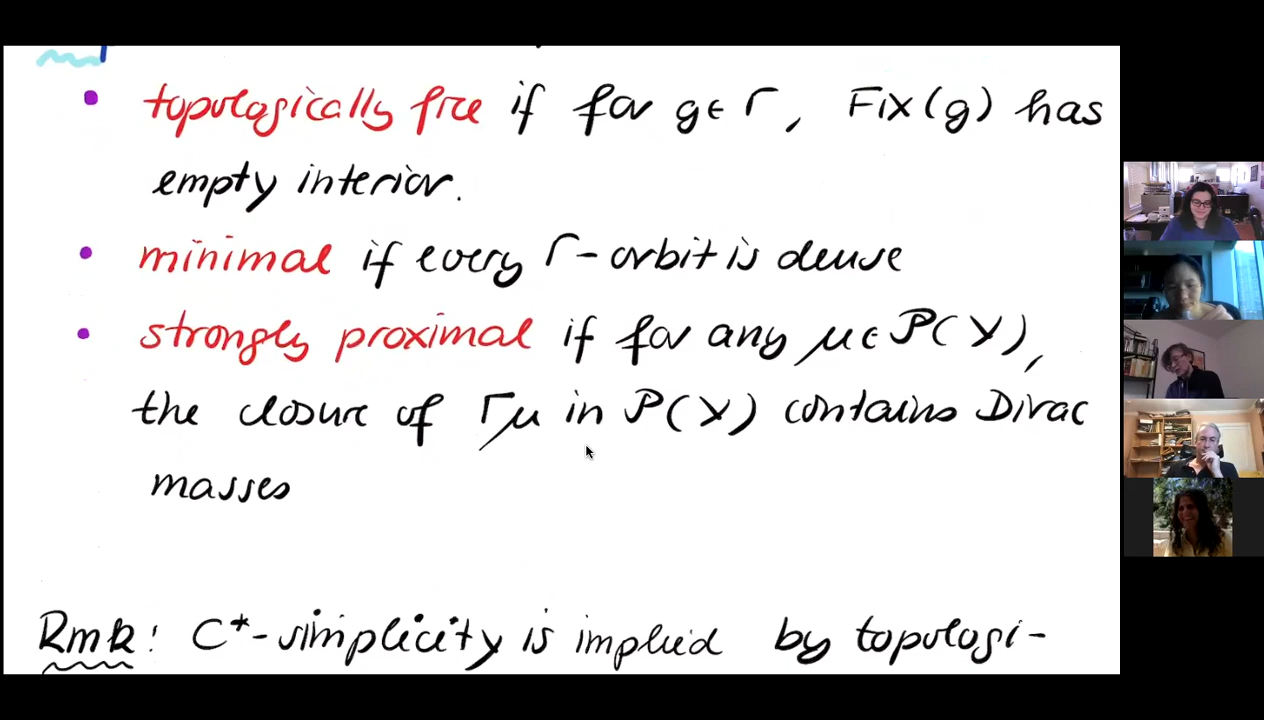 • topologically free if for g∈Γ, Fix(g) has
empty interior.
• minimal if every Γ-orbit is dense
• strongly proximal if for any μ∈P(X),
the closure of Γμ in P(X) contains Dirac
masses
Rmk: C*-simplicity is implied by topologi-